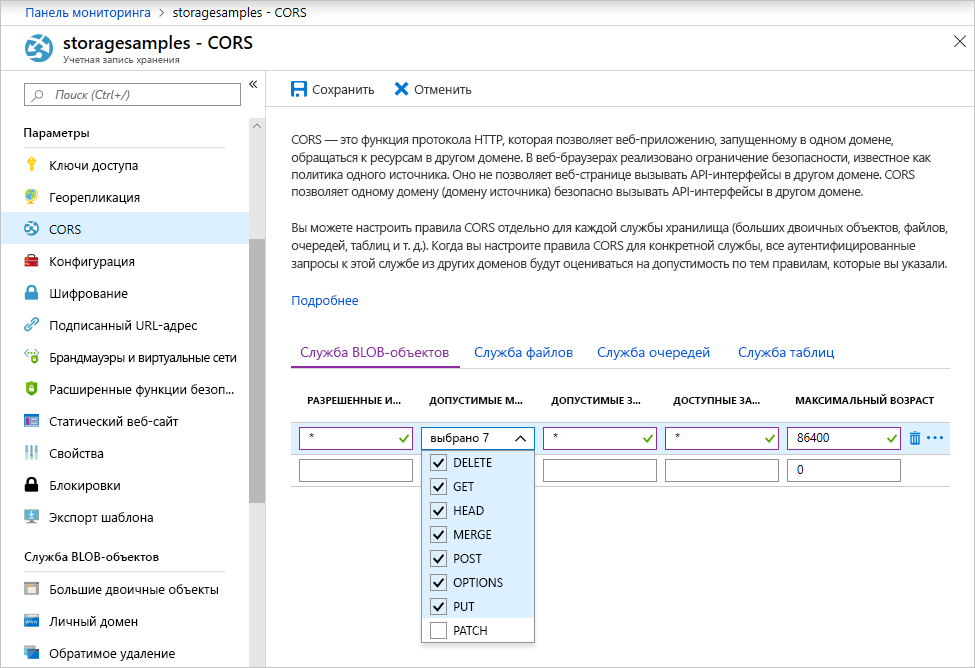 Панель мониторинга > storagesamples - CORS
storagesamples - CORS
Учетная запись хранения
Поиск (Ctrl+/)
«
Параметры
Ключи доступа
Георепликация
CORS
Конфигурация
Шифрование
Подписанный URL-адрес
Брандмауэры и виртуальные сети
Расширенные функции безоп...
Статический веб-сайт
Свойства
Блокировки
Экспорт шаблона
Служба BLOB-объектов
Большие двоичные объекты
Личный домен
Обратимое удаление
Сохранить
Отменить
CORS — это функция протокола HTTP, которая позволяет веб-приложению, запущенному в одном домене,
обращаться к ресурсам в другом домене. В веб-браузерах реализовано ограничение безопасности, известное как
политика одного источника. Оно не позволяет веб-странице вызывать API-интерфейсы в другом домене. CORS
позволяет одному домену (домену источника) безопасно вызывать API-интерфейсы в другом домене.
Вы можете настроить правила CORS отдельно для каждой службы хранилища (больших двоичных объектов, файлов,
очередей, таблиц и т. д.). Когда вы настроите правила CORS для конкретной службы, все аутентифицированные
запросы к этой службе из других доменов будут оцениваться на допустимость по тем правилам, которые вы указали.
Подробнее
Служба BLOB-объектов Служба файлов Служба очередей Служба таблиц
РАЗРЕШЕННЫЕ И... ДОПУСТИМЫЕ М... ДОПУСТИМЫЕ З... ДОСТУПНЫЕ ЗА... МАКСИМАЛЬНЫЙ ВОЗРАСТ
* выбрано 7 * * 86400
0
DELETE
GET
HEAD
MERGE
POST
OPTIONS
PUT
PATCH